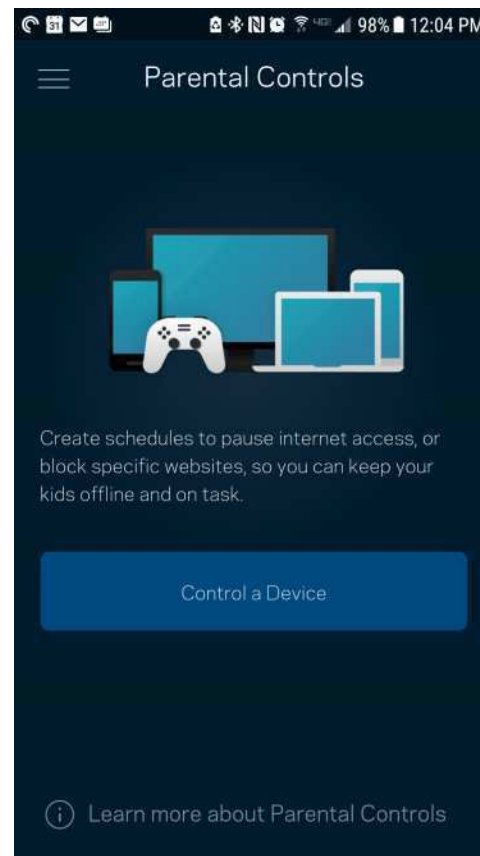 31 98% 12:04 PM
Parental Controls
Create schedules to pause internet access, or
block specific websites, so you can keep your
kids offline and on task.
Control a Device
Learn more about Parental Controls